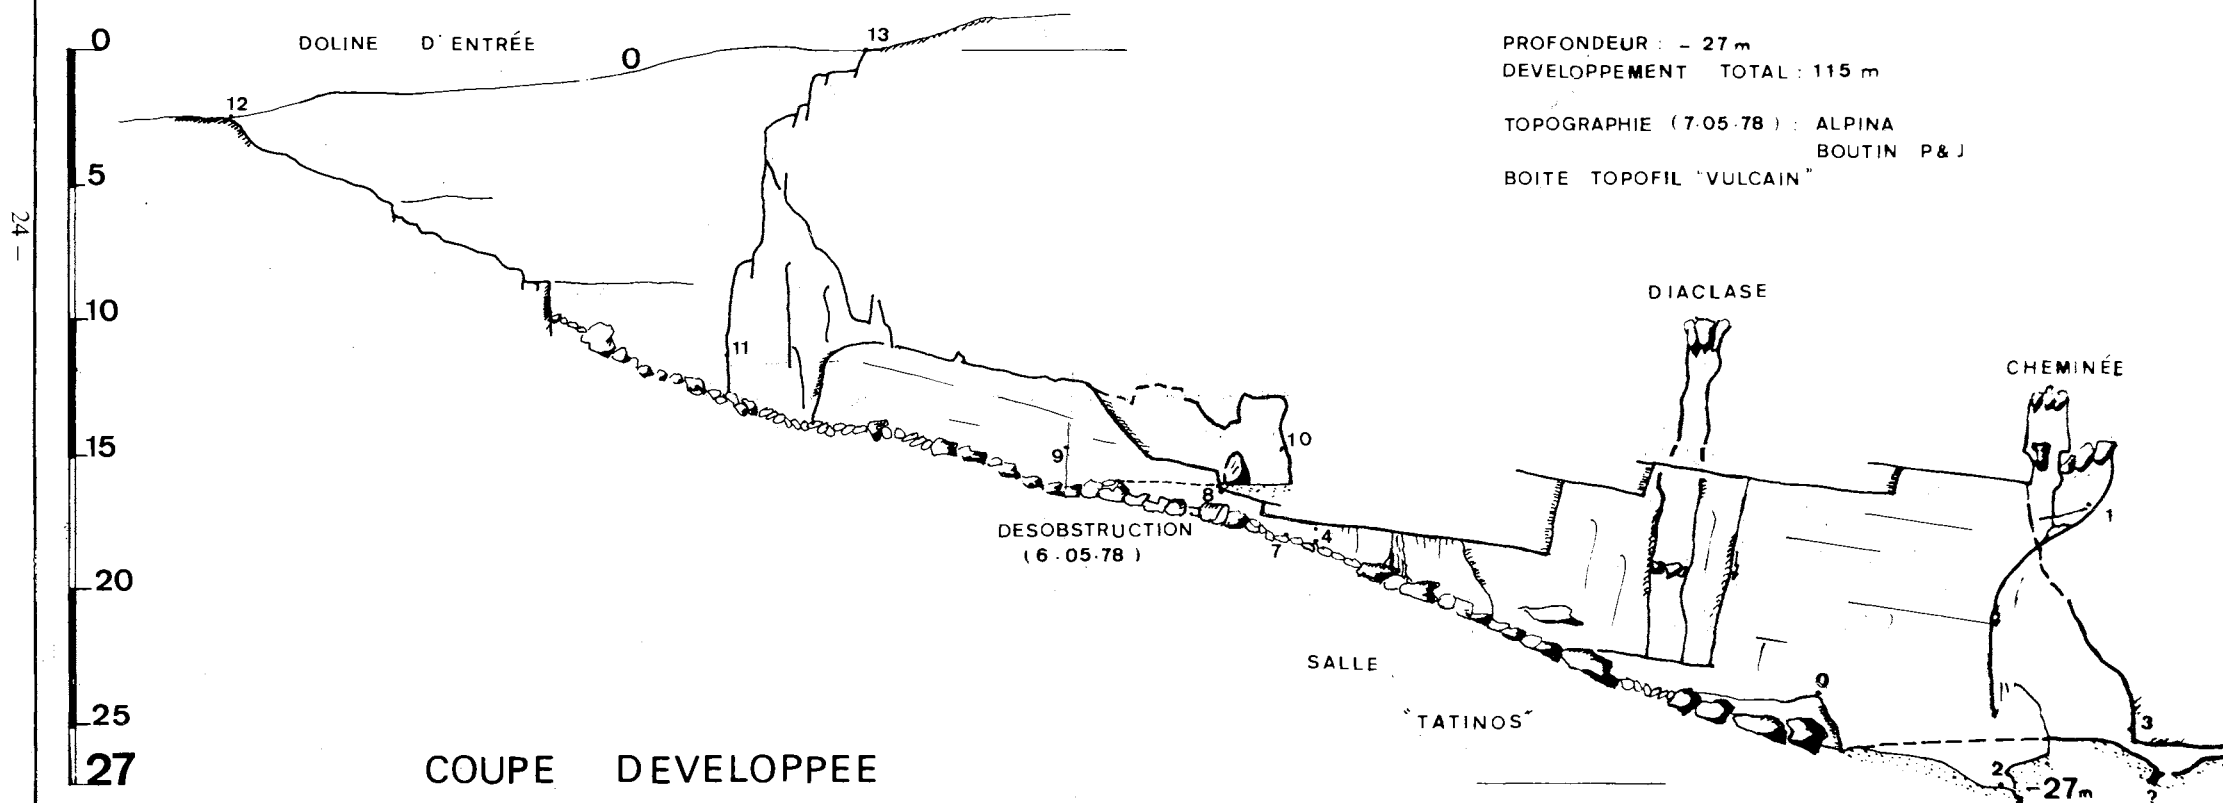 DOLINE D'ENTRÉE
PROFONDEUR : - 27 m
DEVELOPPEMENT TOTAL : 115 m
TOPOGRAPHIE (7.05.78) : ALPINA
BOUTIN P & J
BOITE TOPOFIL "VULCAIN"
0
5
10
15
20
25
27
24 -
12
0
13
11
9
10
8
7
4
DESOBSTRUCTION
(6.05.78)
DIACLASE
CHEMINÉE
1
SALLE
"TATINOS"
0
3
2
-27m
?
COUPE DEVELOPPEE